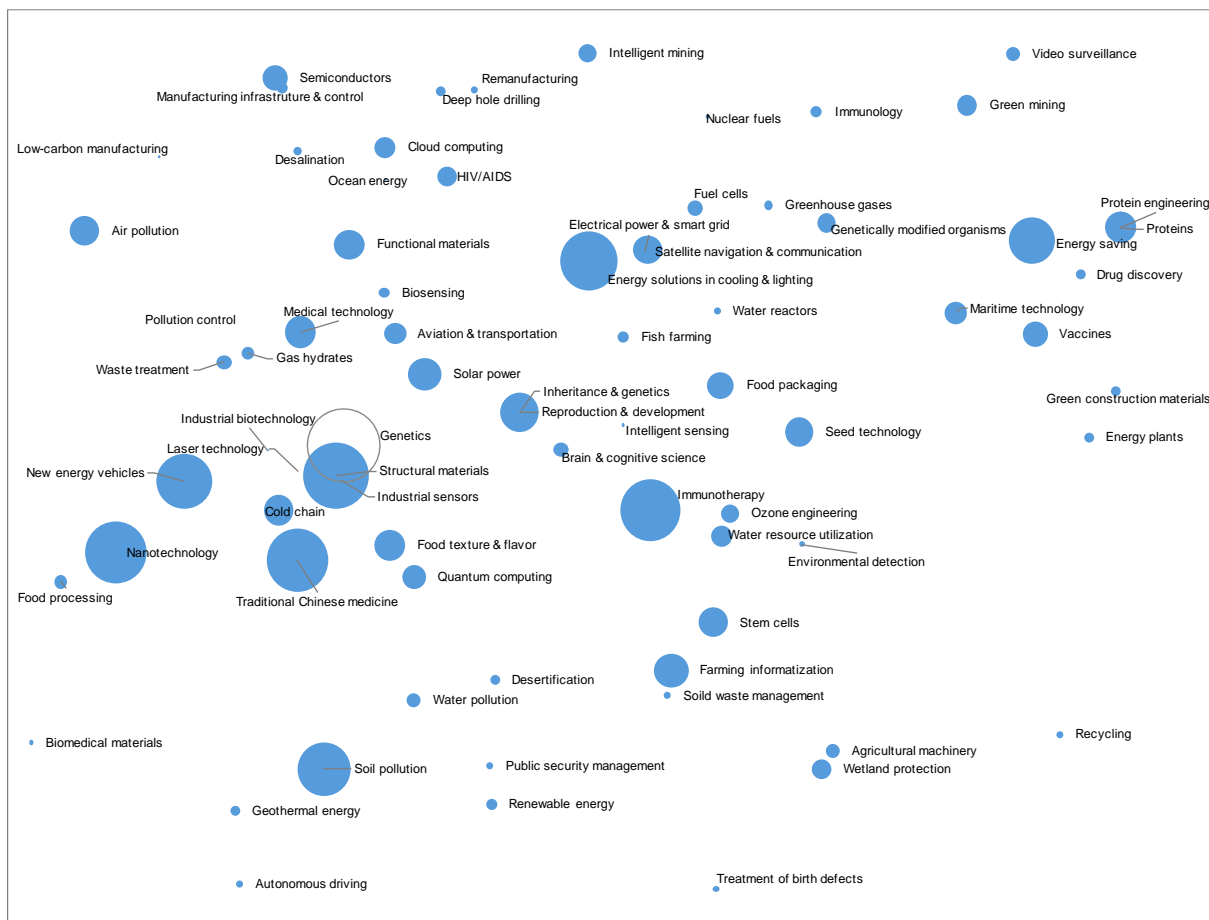 Intelligent mining
Video surveillance
Semiconductors
Remanufacturing
Manufacturing infrastruture & control
Deep hole drilling
Green mining
Immunology
Nuclear fuels
Low-carbon manufacturing
Cloud computing
Desalination
Ocean energy
HIV/AIDS
Fuel cells
Greenhouse gases
Protein engineering
Air pollution
Electrical power & smart grid
Genetically modified organisms
Proteins
Functional materials
Satellite navigation & communication
Energy saving
Energy solutions in cooling & lighting
Drug discovery
Biosensing
Medical technology
Water reactors
Maritime technology
Pollution control
Aviation & transportation
Fish farming
Vaccines
Gas hydrates
Waste treatment
Solar power
Food packaging
Inheritance & genetics
Green construction materials
Reproduction & development
Industrial biotechnology
Intelligent sensing
Seed technology
Genetics
Energy plants
Laser technology
Brain & cognitive science
New energy vehicles
Structural materials
Industrial sensors
Immunotherapy
Cold chain
Ozone engineering
Water resource utilization
Nanotechnology
Food texture & flavor
Environmental detection
Quantum computing
Food processing
Traditional Chinese medicine
Stem cells
Farming informatization
Desertification
Soild waste management
Water pollution
Recycling
Biomedical materials
Agricultural machinery
Soil pollution
Public security management
Wetland protection
Renewable energy
Geothermal energy
Treatment of birth defects
Autonomous driving